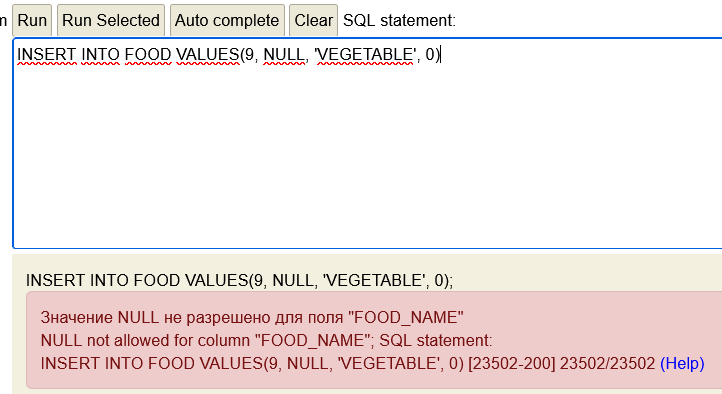 m Run Run Selected Auto complete Clear SQL statement:
INSERT INTO FOOD VALUES(9, NULL, 'VEGETABLE', 0)
INSERT INTO FOOD VALUES(9, NULL, 'VEGETABLE', 0);
Значение NULL не разрешено для поля "FOOD_NAME"
NULL not allowed for column "FOOD_NAME"; SQL statement:
INSERT INTO FOOD VALUES(9, NULL, 'VEGETABLE', 0) [23502-200] 23502/23502 (Help)